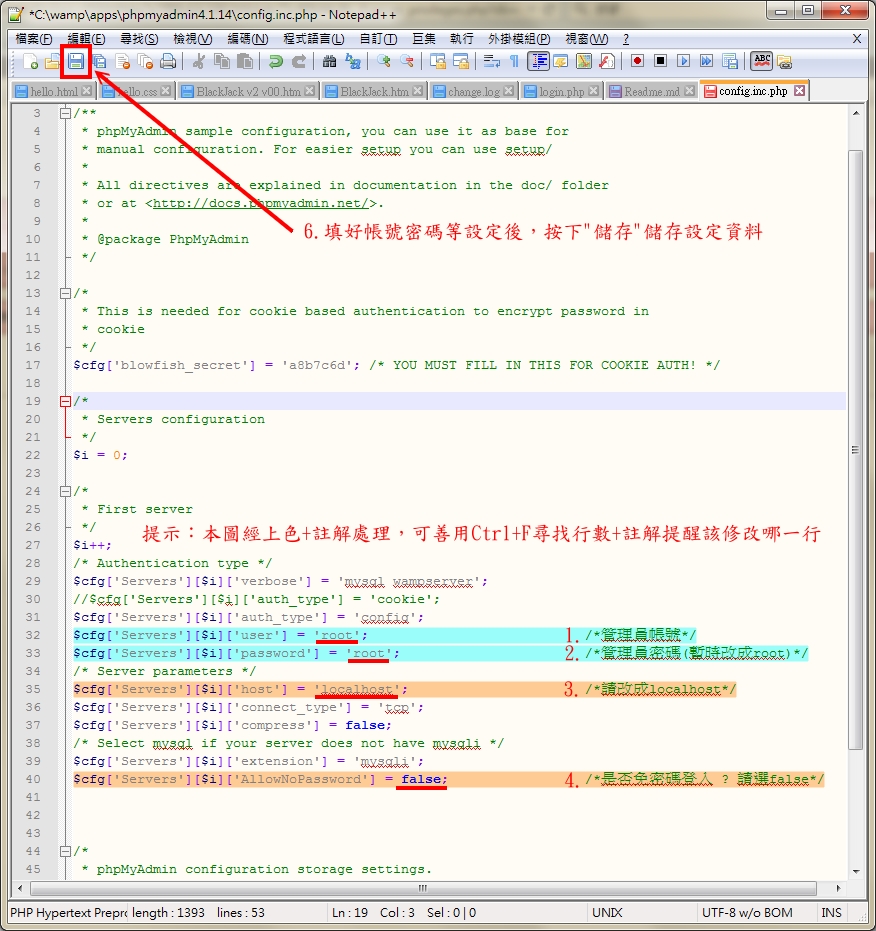 *C:\wamp\apps\phpmyadmin4.1.14\config.inc.php - Notepad++
檔案(F) 編輯(E) 尋找(S) 檢視(V) 編碼(N) 程式語言(L) 自訂(T) 巨集 執行 外掛模組(P) 視窗(W) ? X
hello.html hello.css BlackJack v2 v00.htm BlackJack.htm change.log login.php Readme.md config.inc.php
3 /**
4 * phpMyAdmin sample configuration, you can use it as base for
5 * manual configuration. For easier setup you can use setup/
6 *
7 * All directives are explained in documentation in the doc/ folder
8 * or at <http://docs.phpmyadmin.net/>.
9 *
6.填好帳號密碼等設定後，按下"儲存"儲存設定資料
10 * @package PhpMyAdmin
11 */
12
13 /*
14 * This is needed for cookie based authentication to encrypt password in
15 * cookie
16 */
17 $cfg['blowfish_secret'] = 'a8b7c6d'; /* YOU MUST FILL IN THIS FOR COOKIE AUTH! */
18
19 /*
20 * Servers configuration
21 */
22 $i = 0;
23
24 /*
25 * First server
26 */
提示：本圖經上色+註解處理，可善用Ctrl+F尋找行數+註解提醒該修改哪一行
27 $i++;
28 /* Authentication type */
29 $cfg['Servers'][$i]['verbose'] = 'mysql wampserver';
30 //$cfg['Servers'][$i]['auth_type'] = 'cookie';
31 $cfg['Servers'][$i]['auth_type'] = 'config';
32 $cfg['Servers'][$i]['user'] = 'root'; 1. /*管理員帳號*/
33 $cfg['Servers'][$i]['password'] = 'root'; 2. /*管理員密碼(暫時改成root)*/
34 /* Server parameters */
35 $cfg['Servers'][$i]['host'] = 'localhost'; 3. /*請改成localhost*/
36 $cfg['Servers'][$i]['connect_type'] = 'tcp';
37 $cfg['Servers'][$i]['compress'] = false;
38 /* Select mysql if your server does not have mysqli */
39 $cfg['Servers'][$i]['extension'] = 'mysqli';
40 $cfg['Servers'][$i]['AllowNoPassword'] = false; 4. /*是否免密碼登入 ? 請選false*/
41
42
43
44 /*
45 * phpMyAdmin configuration storage settings.
PHP Hypertext Prepro length : 1393 lines : 53 Ln : 19 Col : 3 Sel : 0 | 0 UNIX UTF-8 w/o BOM INS